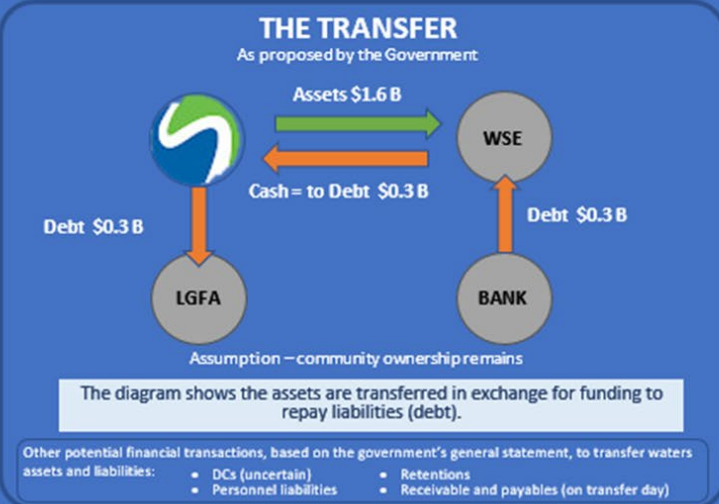 THE TRANSFER
As proposed by the Government
Assets $1.6 B
WSE
Cash = to Debt $0.3 B
Debt $0.3 B
Debt $0.3 B
LGFA
BANK
Assumption – community ownership remains
The diagram shows the assets are transferred in exchange for funding to
repay liabilities (debt).
Other potential financial transactions, based on the government's general statement, to transfer waters
assets and liabilities:
• DCs (uncertain)
• Retentions
• Personnel liabilities
• Receivable and payables (on transfer day)